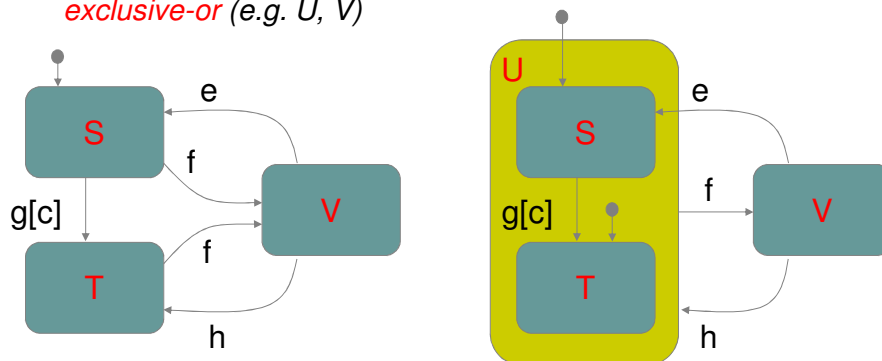 exclusive-or (e.g. U, V)
S
e
f
g[c]
V
f
T
h
U
S
e
f
g[c]
V
T
h